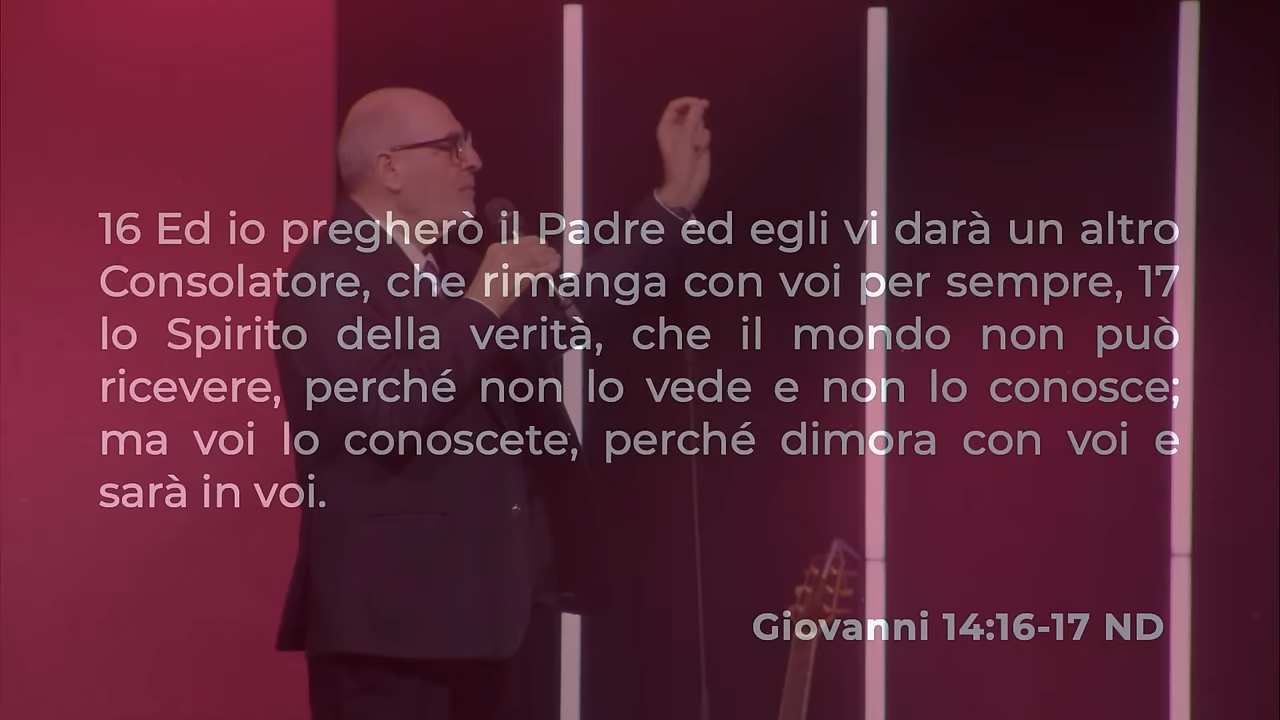 16 Ed io pregherò il Padre ed egli vi darà un altro
Consolatore, che rimanga con voi per sempre, 17
lo Spirito della verità, che il mondo non può
ricevere, perché non lo vede e non lo conosce;
ma voi lo conoscete, perché dimora con voi e
sarà in voi.
Giovanni 14:16-17 ND